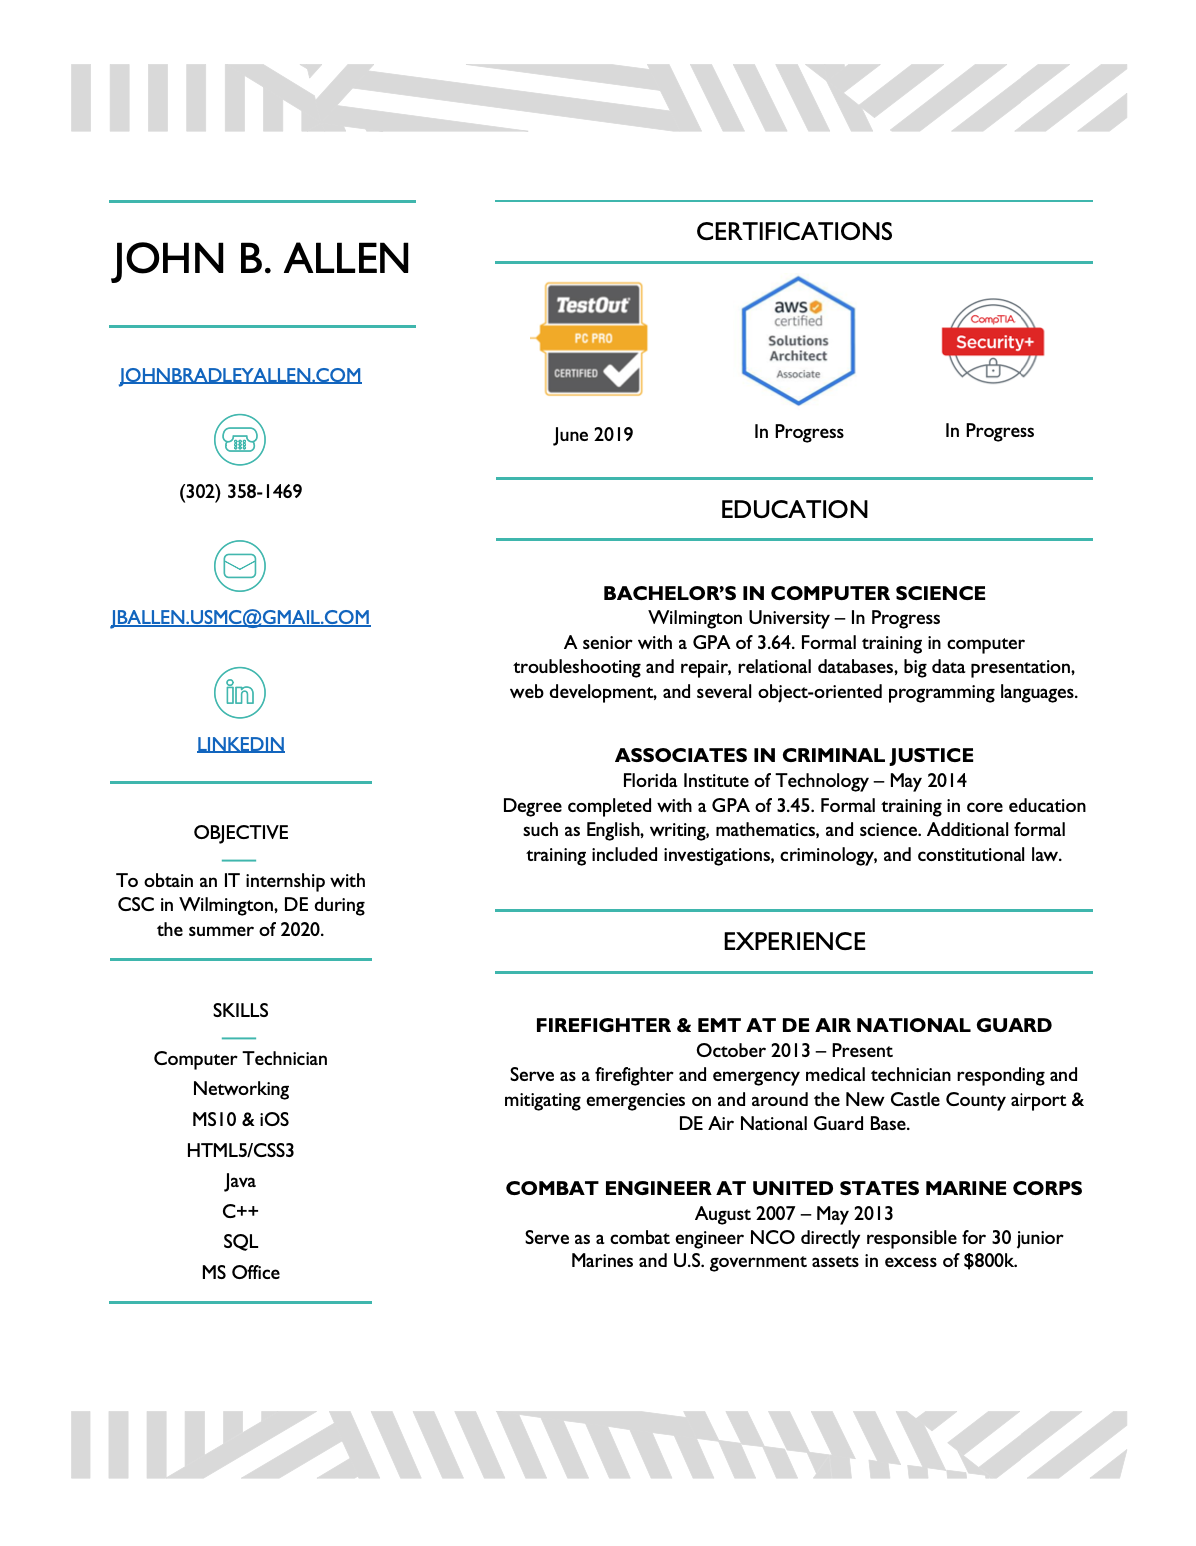 JOHN B. ALLEN
JOHNBRADLEYALLEN.COM
(302) 358-1469
JBALLEN.USMC@GMAIL.COM
in
LINKEDIN
OBJECTIVE
To obtain an IT internship with
CSC in Wilmington, DE during
the summer of 2020.
SKILLS
Computer Technician
Networking
MS10 & iOS
HTML5/CSS3
Java
C++
SQL
MS Office
CERTIFICATIONS
TestOut
PC PRO
CERTIFIED
June 2019
aws
certified
Solutions
Architect
Associate
In Progress
CompTIA
Security+
In Progress
EDUCATION
BACHELOR’S IN COMPUTER SCIENCE
Wilmington University – In Progress
A senior with a GPA of 3.64. Formal training in computer
troubleshooting and repair, relational databases, big data presentation,
web development, and several object-oriented programming languages.
ASSOCIATES IN CRIMINAL JUSTICE
Florida Institute of Technology – May 2014
Degree completed with a GPA of 3.45. Formal training in core education
such as English, writing, mathematics, and science. Additional formal
training included investigations, criminology, and constitutional law.
EXPERIENCE
FIREFIGHTER & EMT AT DE AIR NATIONAL GUARD
October 2013 – Present
Serve as a firefighter and emergency medical technician responding and
mitigating emergencies on and around the New Castle County airport &
DE Air National Guard Base.
COMBAT ENGINEER AT UNITED STATES MARINE CORPS
August 2007 – May 2013
Serve as a combat engineer NCO directly responsible for 30 junior
Marines and U.S. government assets in excess of $800k.